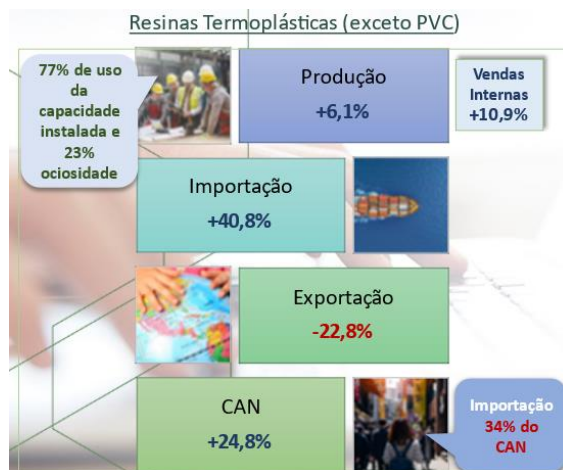 Resinas Termoplásticas (exceto PVC)
77% de uso
da
capacidade
instalada e
23%
ociosidade
Produção
+6,1%
Vendas
Internas
+10,9%
Importação
+40,8%
Exportação
-22,8%
CAN
+24,8%
Importação
34% do
CAN